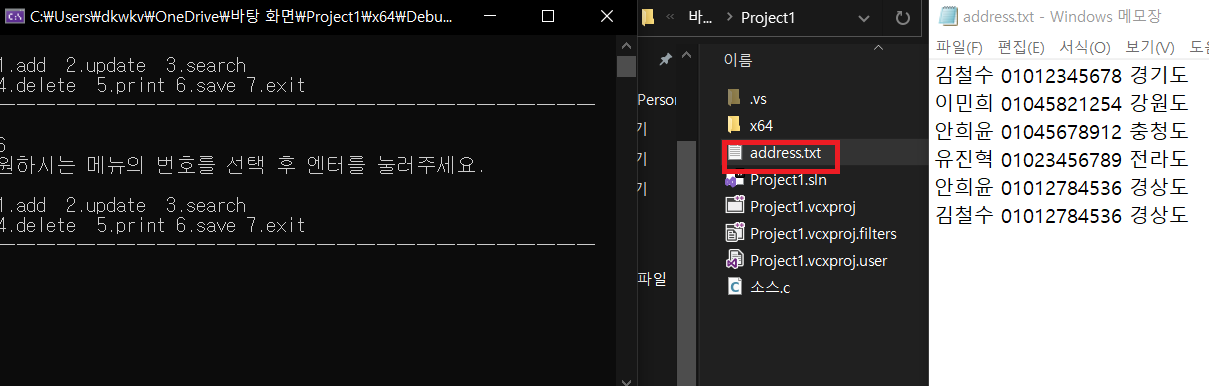 C:₩Users₩dkwkv₩OneDrive₩바탕 화면₩Project1₩x64₩Debu...
1.add  2.update  3.search
4.delete  5.print 6.save 7.exit
6
원하시는 메뉴의 번호를 선택 후 엔터를 눌러주세요.
1.add  2.update  3.search
4.delete  5.print 6.save 7.exit
« 바... > Project1
이름
Person
기
기
기
파일
.vs
x64
address.txt
Project1.sln
Project1.vcxproj
Project1.vcxproj.filters
Project1.vcxproj.user
소스.c
address.txt - Windows 메모장
파일(F) 편집(E) 서식(O) 보기(V) 도움
김철수 01012345678 경기도
이민희 01045821254 강원도
안희윤 01045678912 충청도
유진혁 01023456789 전라도
안희윤 01012784536 경상도
김철수 01012784536 경상도